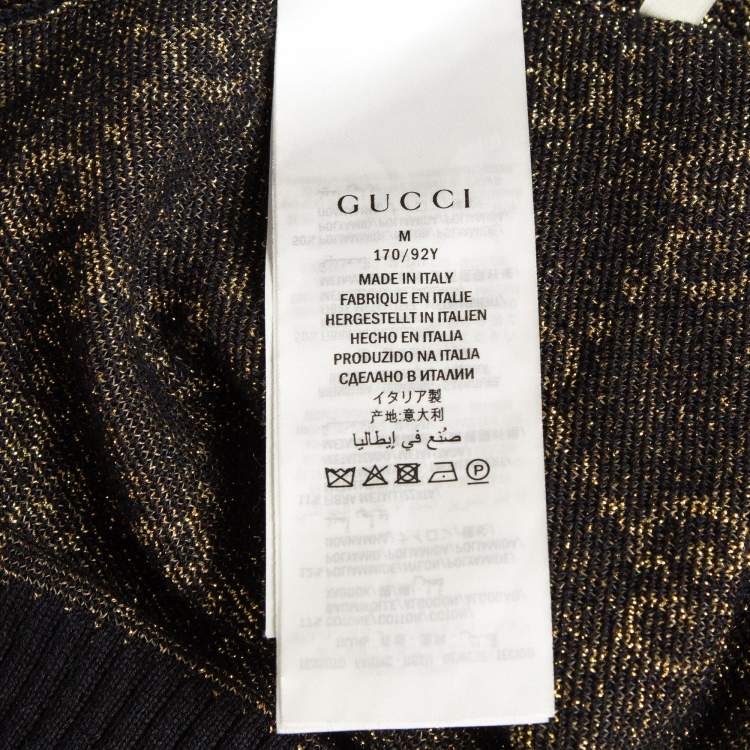 GUCCI
M
170/92Y
MADE IN ITALY
FABRIQUE EN ITALIE
HERGESTELLT IN ITALIEN
HECHO EN ITALIA
PRODUZIDO NA ITALIA
СДЕЛАНО В ИТАЛИИ
イタリア製
产地:意大利
صُنع في إيطاليا
P